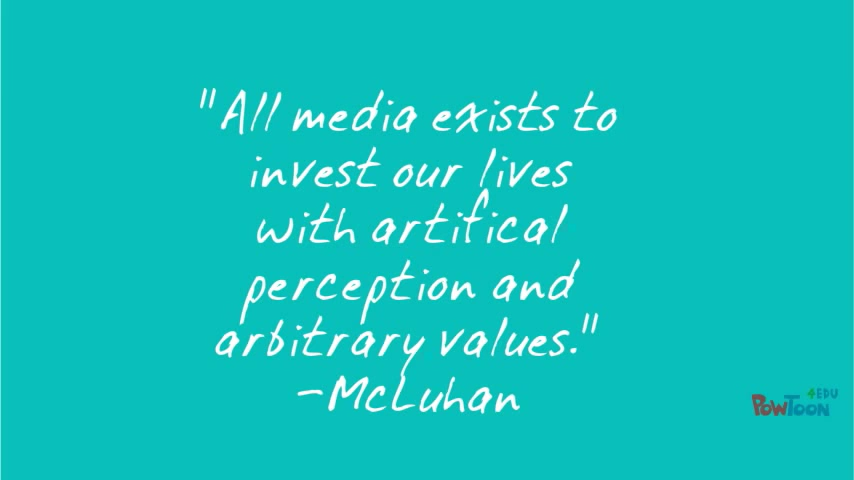 "All media exists to
invest our lives
with artifical
perception and
arbitrary values."
-McLuhan
4EDU
PowToon